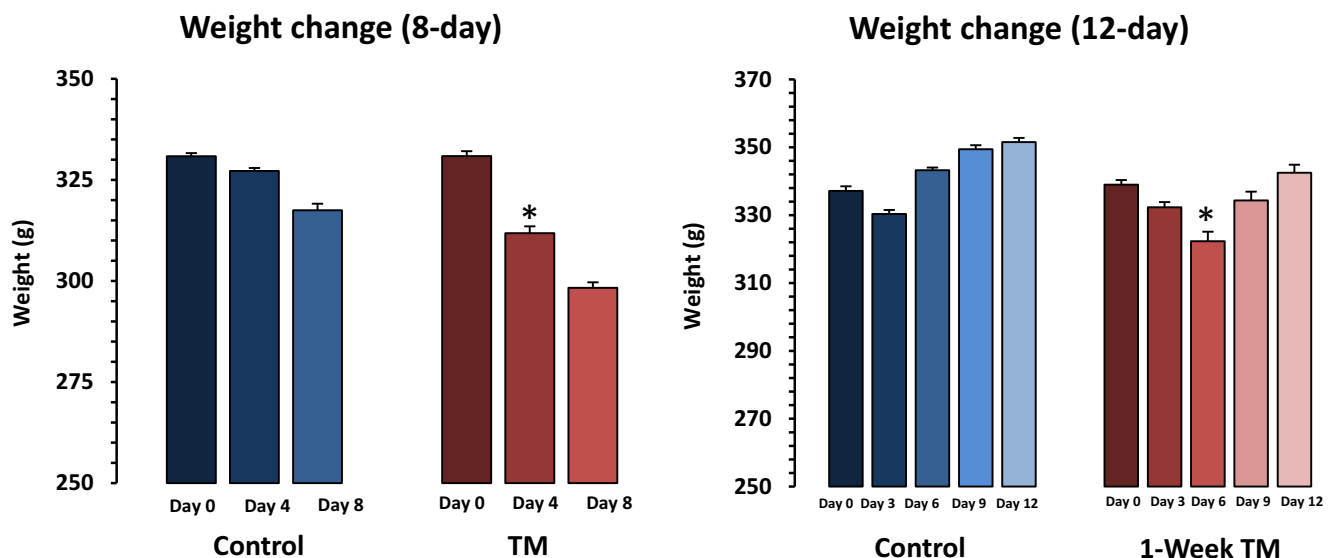 Weight change (8-day)
350
325
300
275
250
Weight (g)
*
Day 0 Day 4 Day 8
Day 0 Day 4 Day 8
Control
TM
Weight change (12-day)
370
350
330
310
290
270
250
Weight (g)
*
Day 0 Day 3 Day 6 Day 9 Day 12
Day 0 Day 3 Day 6 Day 9 Day 12
Control
1-Week TM